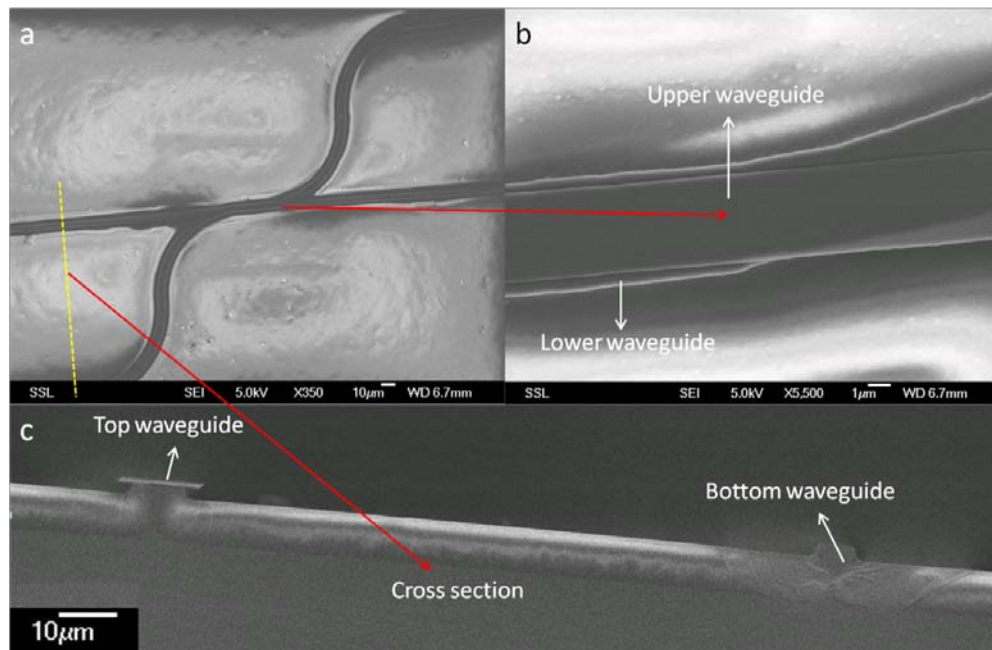 a
b
Upper waveguide
Lower waveguide
SSL SEI 5.0kV X350 10µm WD 6.7mm
SSL SEI 5.0kV X5,500 1µm WD 6.7mm
c
Top waveguide
Bottom waveguide
Cross section
10µm